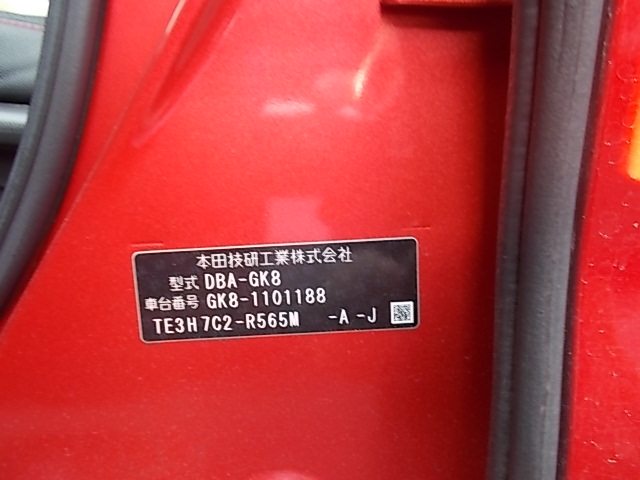 本田技研工業株式会社
型式 DBA-GK8
車台番号 GK8-1101188
TE3H7C2-R565M -A -J